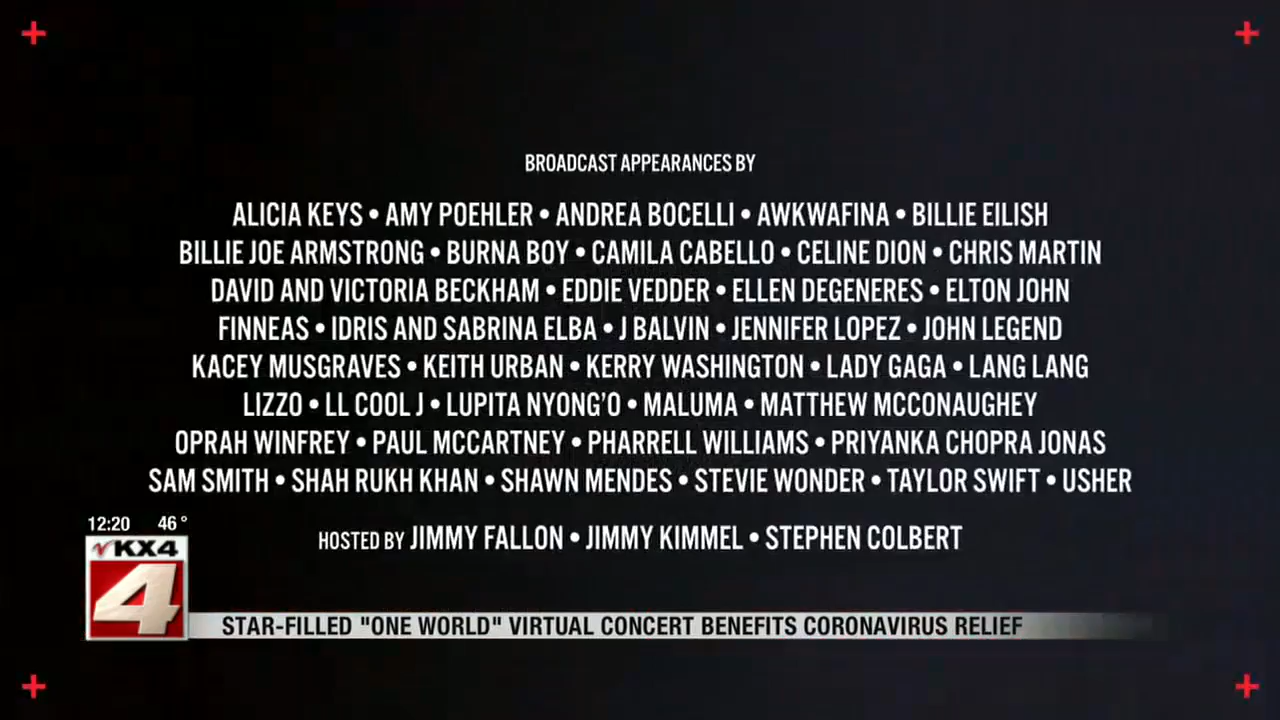 BROADCAST APPEARANCES BY
ALICIA KEYS • AMY POEHLER • ANDREA BOCELLI • AWKWAFINA • BILLIE EILISH
BILLIE JOE ARMSTRONG • BURNA BOY • CAMILA CABELLO • CELINE DION • CHRIS MARTIN
DAVID AND VICTORIA BECKHAM • EDDIE VEDDER • ELLEN DEGENERES • ELTON JOHN
FINNEAS • IDRIS AND SABRINA ELBA • J BALVIN • JENNIFER LOPEZ • JOHN LEGEND
KACEY MUSGRAVES • KEITH URBAN • KERRY WASHINGTON • LADY GAGA • LANG LANG
LIZZO • LL COOL J • LUPITA NYONG'O • MALUMA • MATTHEW MCCONAUGHEY
OPRAH WINFREY • PAUL MCCARTNEY • PHARRELL WILLIAMS • PRIYANKA CHOPRA JONAS
SAM SMITH • SHAH RUKH KHAN • SHAWN MENDES • STEVIE WONDER • TAYLOR SWIFT • USHER
HOSTED BY JIMMY FALLON • JIMMY KIMMEL • STEPHEN COLBERT
12:20 46°
KX4
4
STAR-FILLED "ONE WORLD" VIRTUAL CONCERT BENEFITS CORONAVIRUS RELIEF